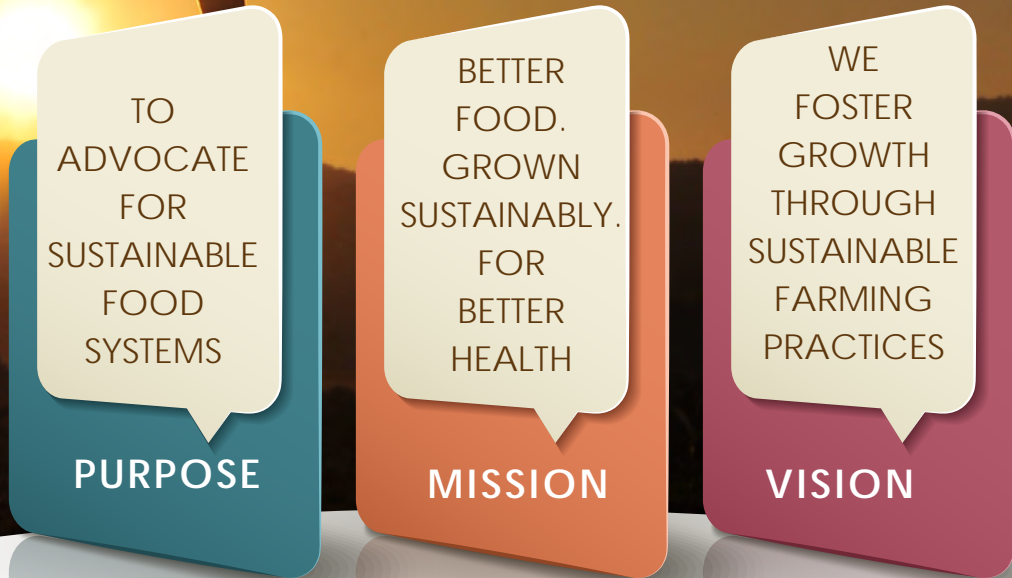 TO
ADVOCATE
FOR
SUSTAINABLE
FOOD
SYSTEMS
PURPOSE
BETTER
FOOD.
GROWN
SUSTAINABLY.
FOR
BETTER
HEALTH
MISSION
WE
FOSTER
GROWTH
THROUGH
SUSTAINABLE
FARMING
PRACTICES
VISION